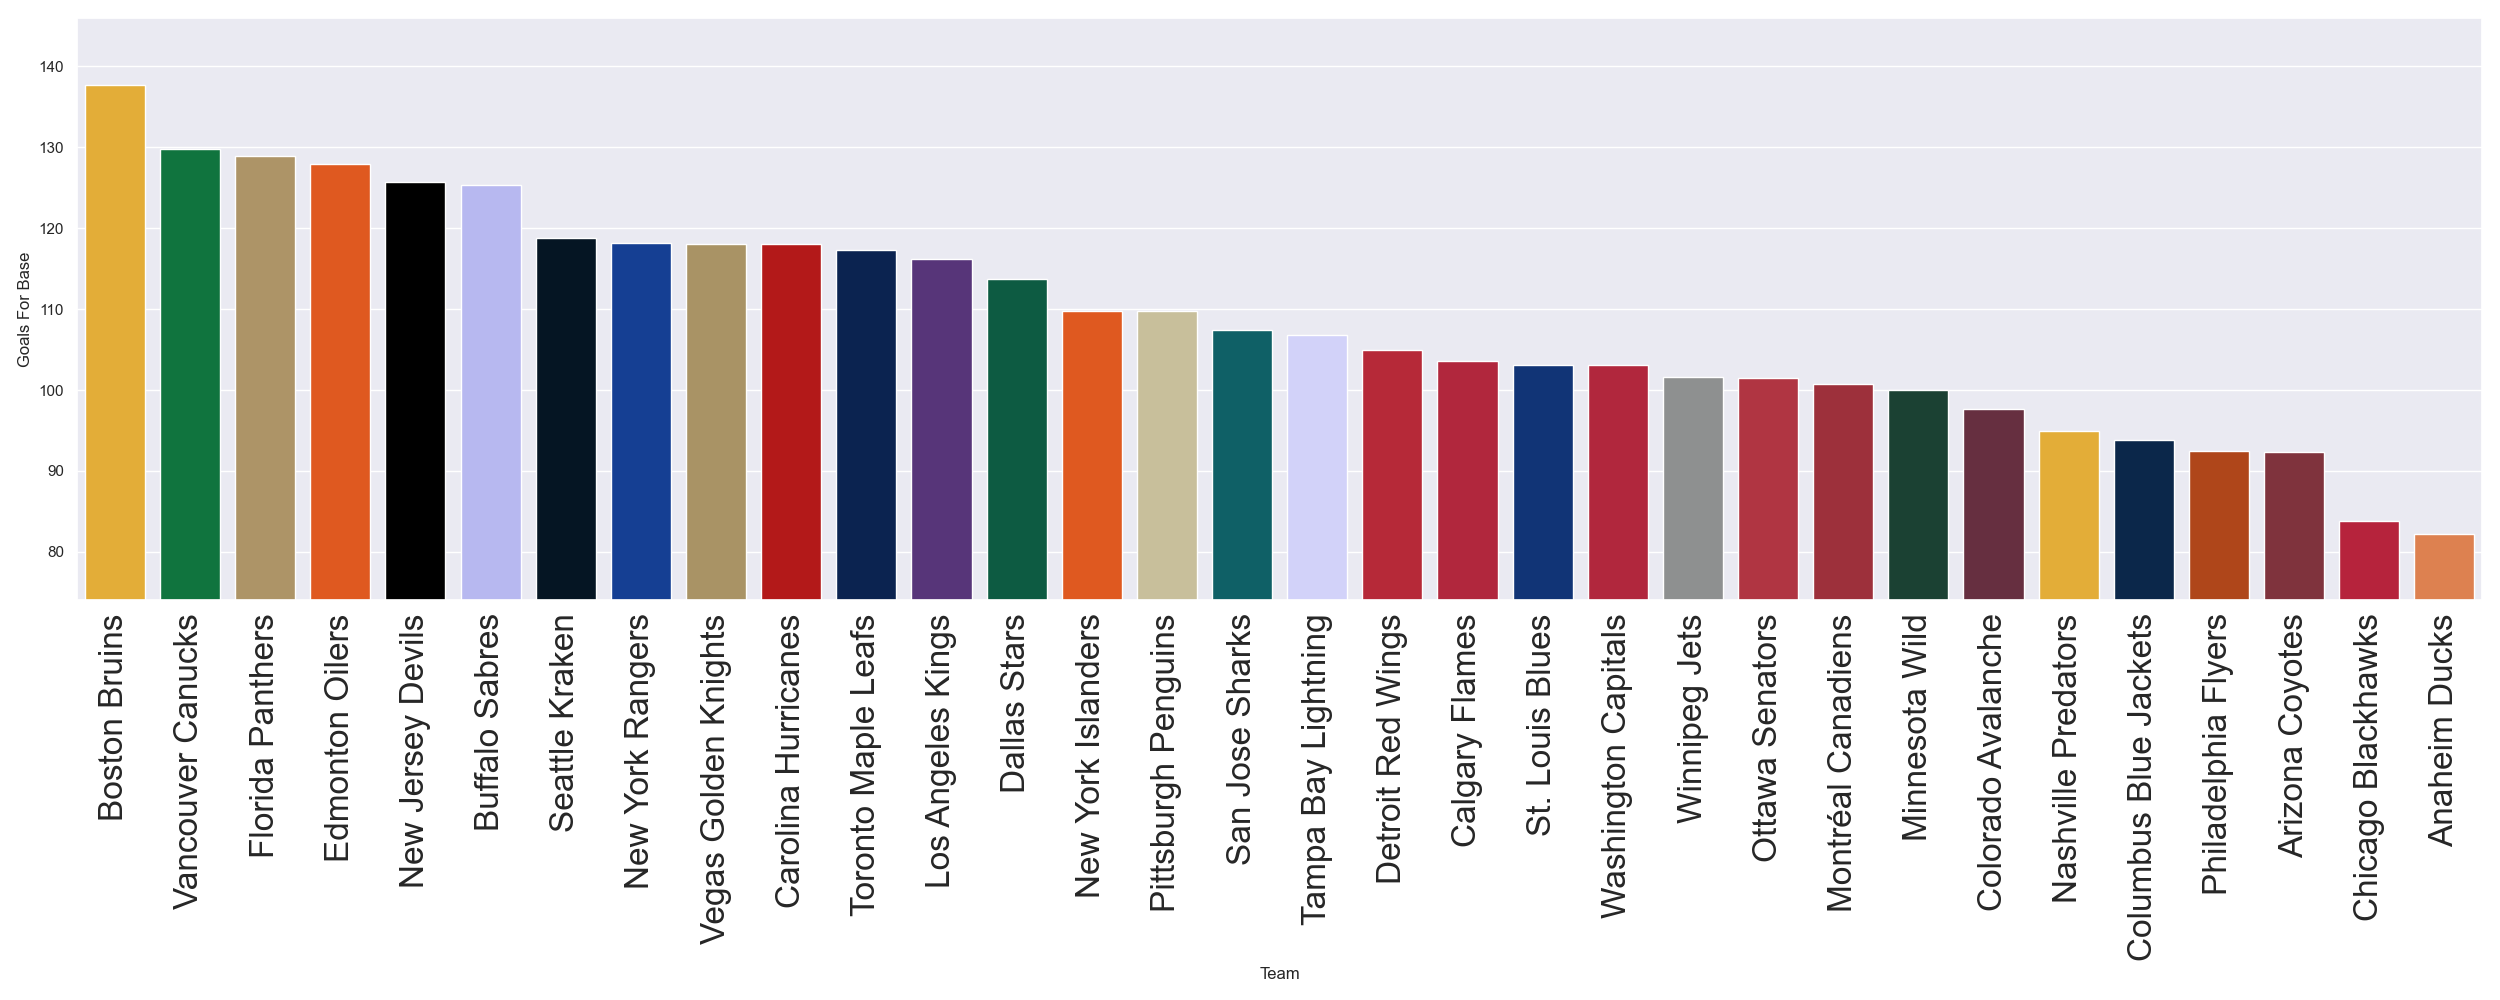 140
130
120
110
100
90
80
Goals For Base
Boston Bruins
Vancouver Canucks
Florida Panthers
Edmonton Oilers
New Jersey Devils
Buffalo Sabres
Seattle Kraken
New York Rangers
Vegas Golden Knights
Carolina Hurricanes
Toronto Maple Leafs
Los Angeles Kings
Dallas Stars
New York Islanders
Pittsburgh Penguins
San Jose Sharks
Tampa Bay Lightning
Detroit Red Wings
Calgary Flames
St. Louis Blues
Washington Capitals
Winnipeg Jets
Ottawa Senators
Montréal Canadiens
Minnesota Wild
Colorado Avalanche
Nashville Predators
Columbus Blue Jackets
Philadelphia Flyers
Arizona Coyotes
Chicago Blackhawks
Anaheim Ducks
Team